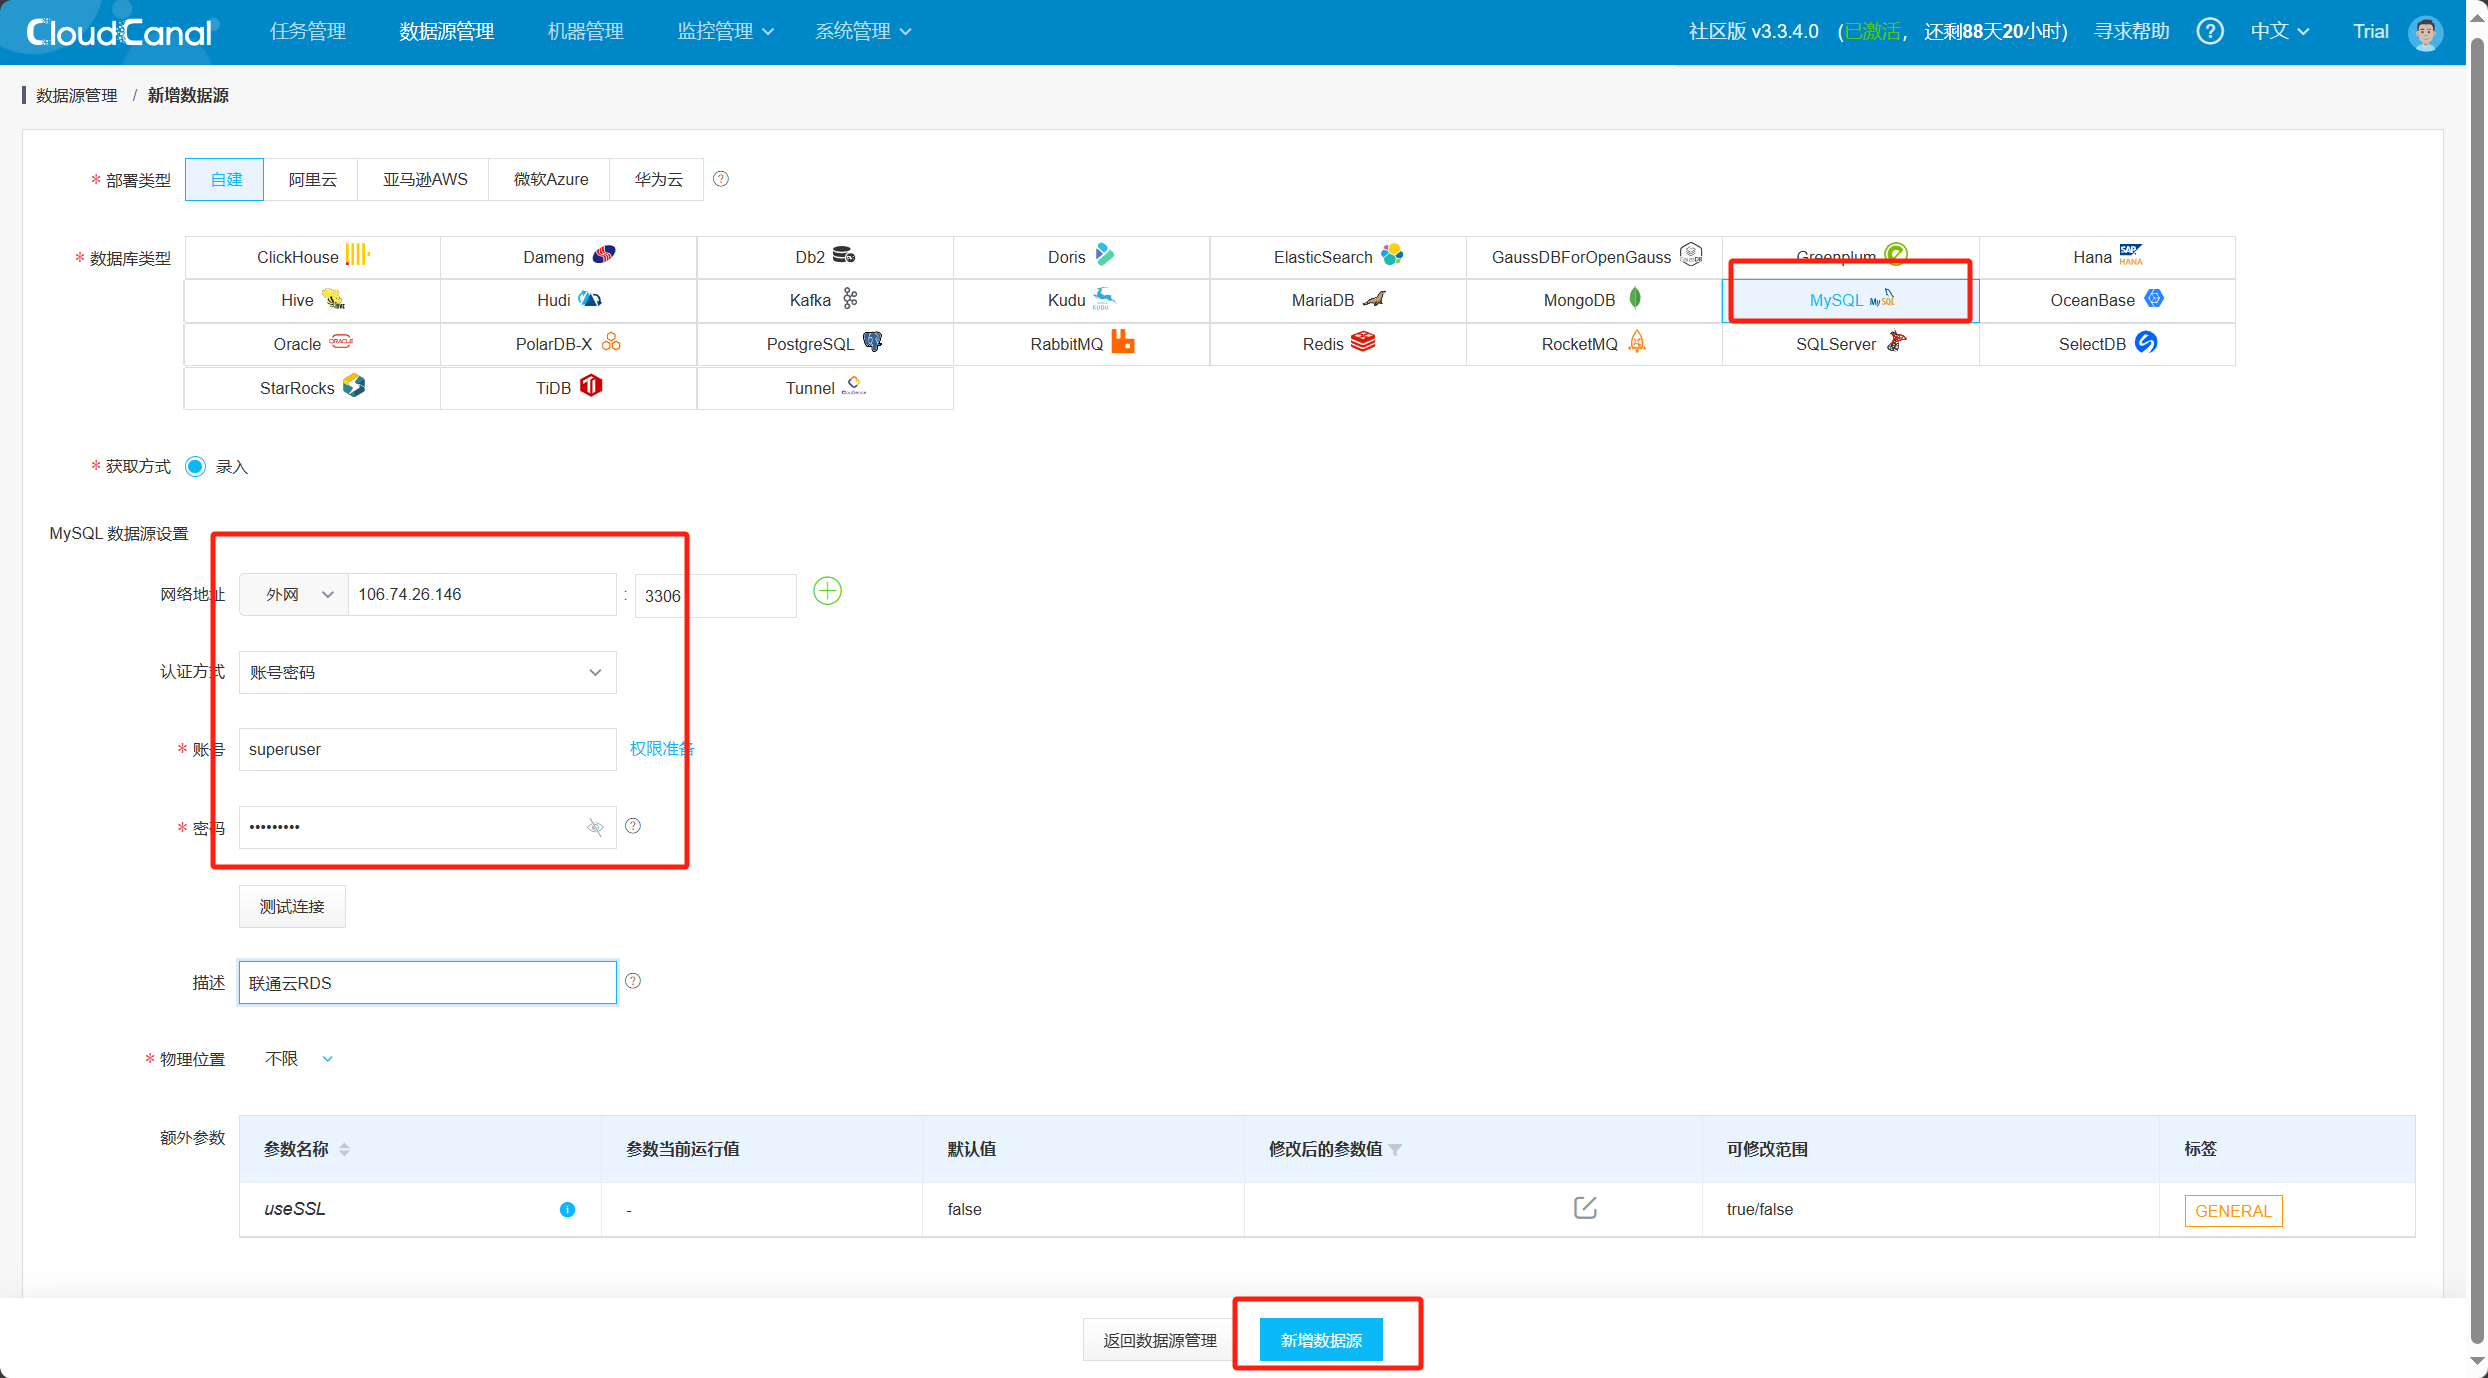 CloudCanal 任务管理 数据源管理 机器管理 监控管理 系统管理 社区版 v3.3.4.0 (已激活, 还剩88天20小时) 寻求帮助 ? 中文 Trial
数据源管理 / 新增数据源
* 部署类型 自建 阿里云 亚马逊AWS 微软Azure 华为云 ?
* 数据库类型 ClickHouse Dameng Db2 Doris ElasticSearch GaussDBForOpenGauss Greenplum Hana
Hive Hudi Kafka Kudu MariaDB MongoDB MySQL OceanBase
Oracle PolarDB-X PostgreSQL RabbitMQ Redis RocketMQ SQLServer SelectDB
StarRocks TiDB Tunnel
* 获取方式 录入
MySQL 数据源设置
网络地址 外网 106.74.26.146 : 3306
认证方式 账号密码
* 账号 superuser 权限准备
* 密码 ••••••••• ?
测试连接
描述 联通云RDS ?
* 物理位置 不限
额外参数 参数名称 参数当前运行值 默认值 修改后的参数值 可修改范围 标签
useSSL - false true/false GENERAL
返回数据源管理 新增数据源